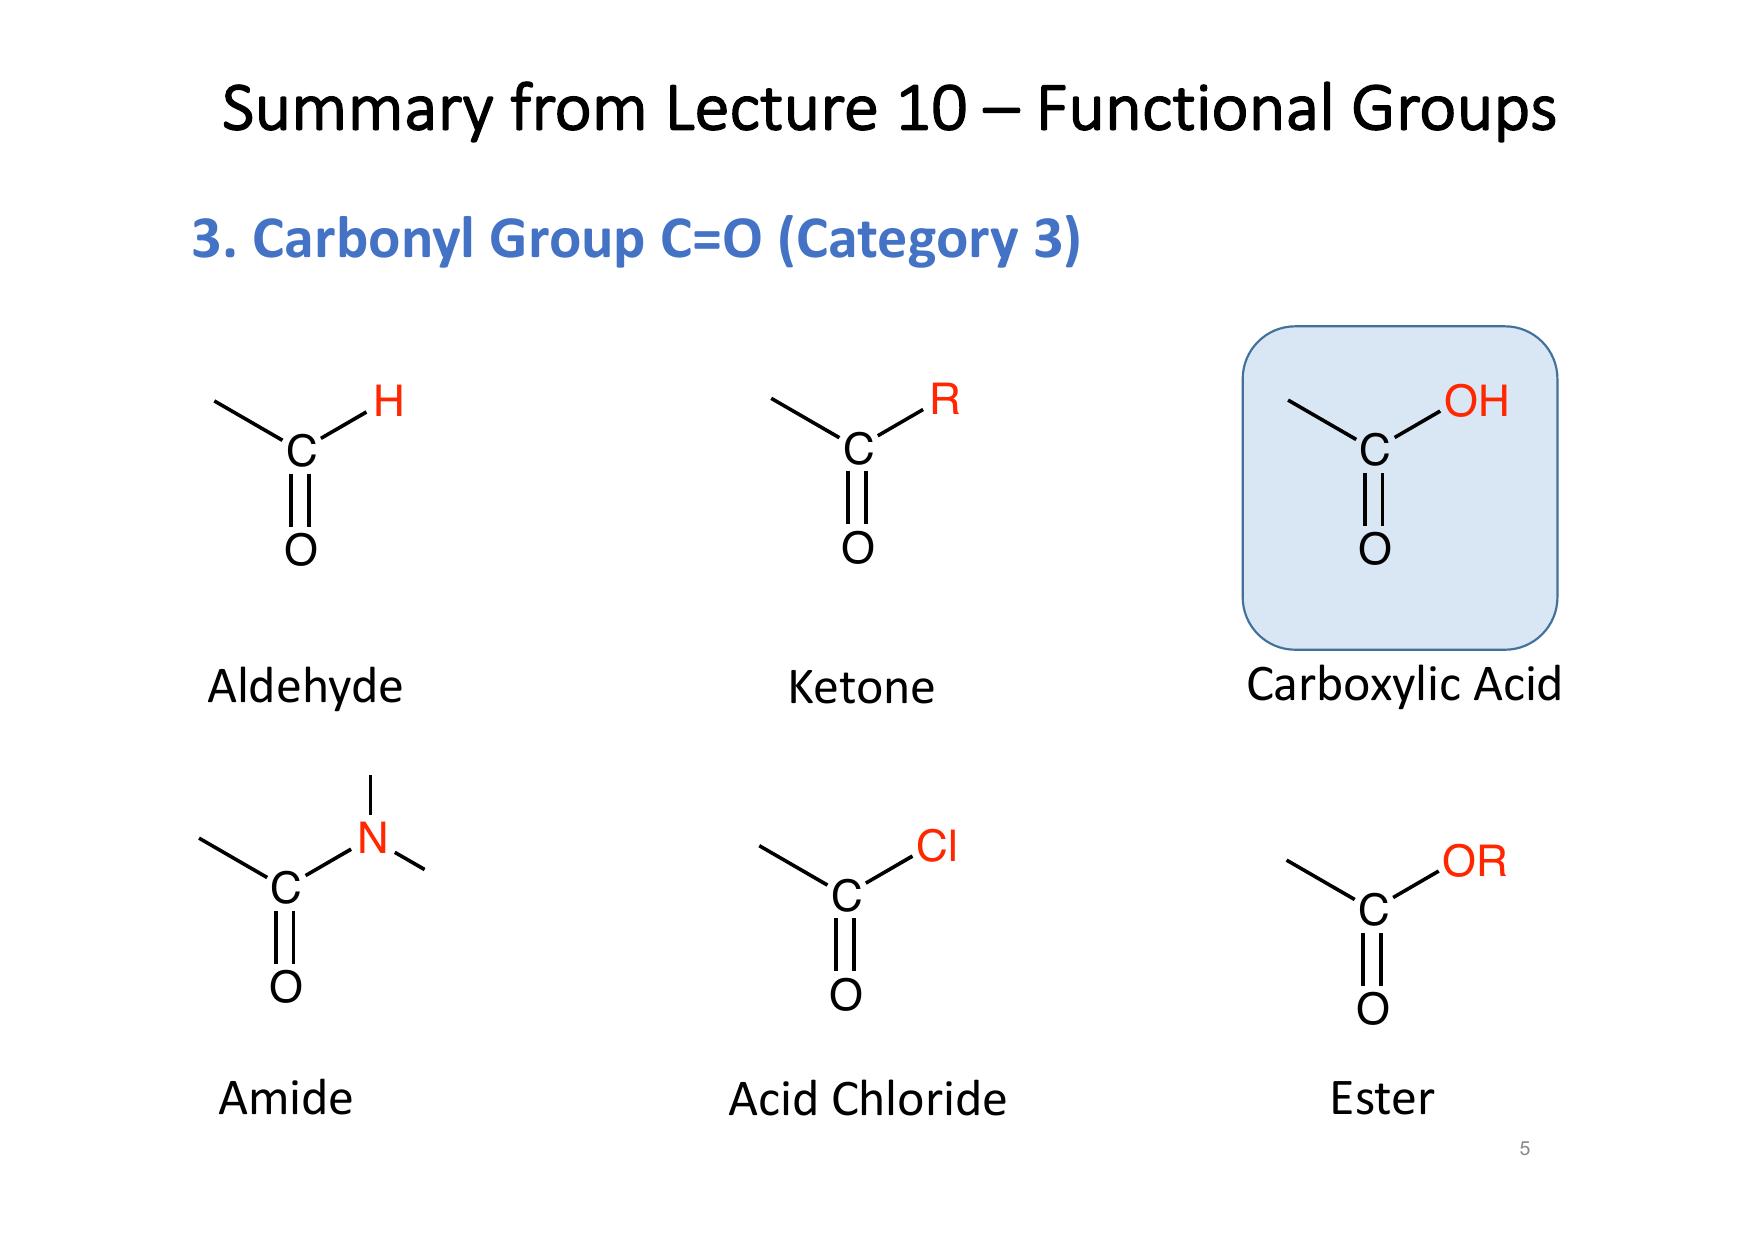 Summary from Lecture 10 – Functional Groups
3. Carbonyl Group C=O (Category 3)
H
C
O
R
C
O
OH
C
O
Aldehyde
Ketone
Carboxylic Acid
N
C
O
Cl
C
O
OR
C
O
Amide
Acid Chloride
Ester
5